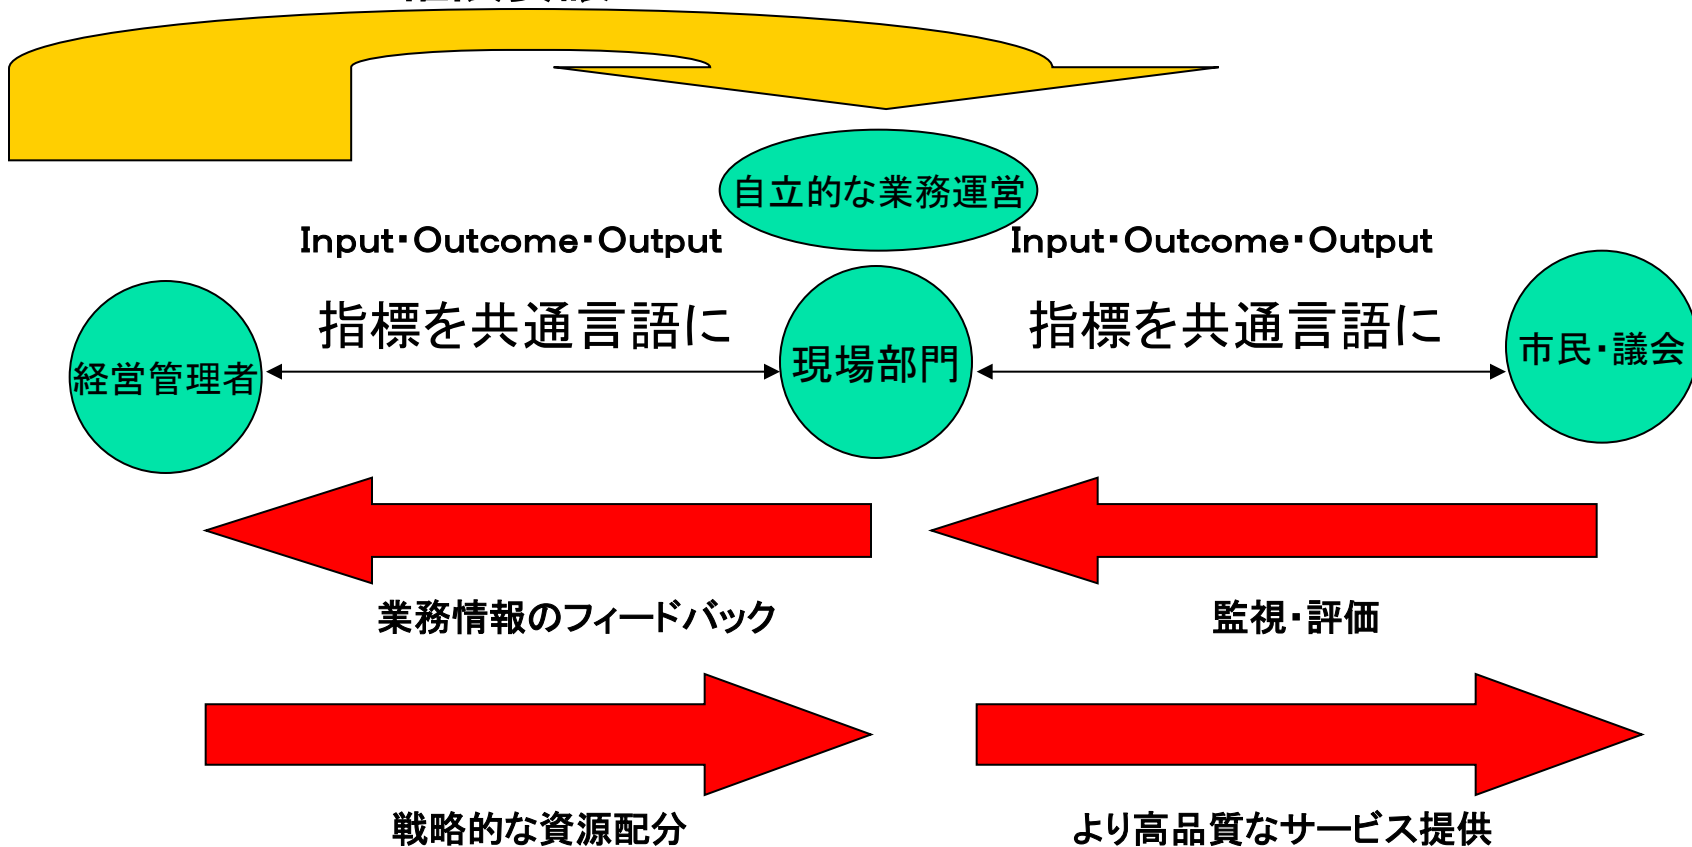 自立的な業務運営
Input・Outcome・Output
Input・Outcome・Output
指標を共通言語に
指標を共通言語に
経営管理者
現場部門
市民・議会
業務情報のフィードバック
監視・評価
戦略的な資源配分
より高品質なサービス提供